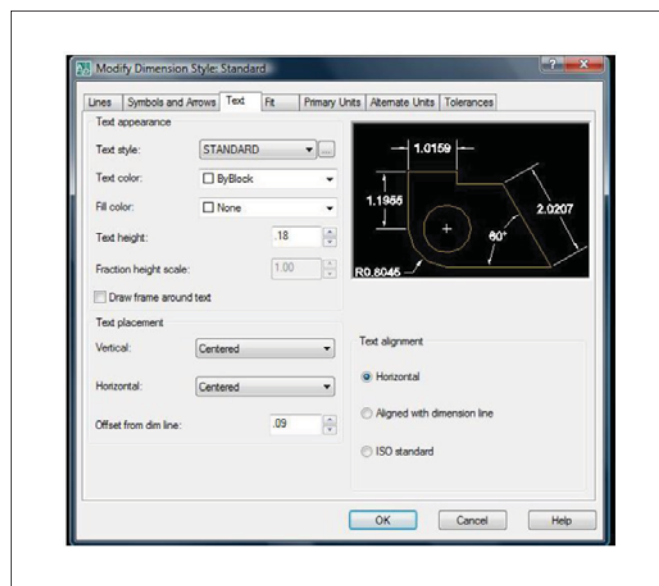 Modify Dimension Style: Standard
Lines Symbols and Arrows Text Fit Primary Units Alternate Units Tolerances
Text appearance
Text style: STANDARD ...
Text color: ByBlock
Fill color: None
Text height: .18
Fraction height scale: 1.00
Draw frame around text
1.0159
1.1955
2.0207
60°
R0.8045
Text placement
Vertical: Centered
Horizontal: Centered
Offset from dim line: .09
Text alignment
Horizontal
Aligned with dimension line
ISO standard
OK Cancel Help